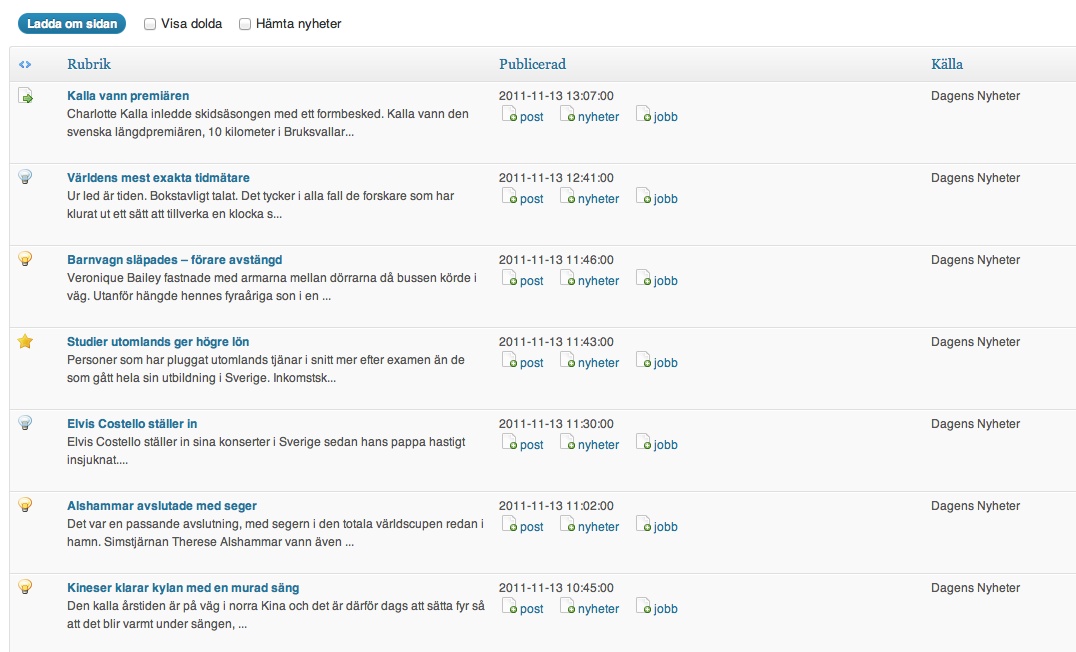 Ladda om sidan Visa dolda Hämta nyheter
<> Rubrik Publicerad Källa
Kalla vann premiären 2011-11-13 13:07:00 Dagens Nyheter
Charlotte Kalla inledde skidsäsongen med ett formbesked. Kalla vann den post nyheter jobb
svenska längdpremiären, 10 kilometer i Bruksvallar...
Världens mest exakta tidmätare 2011-11-13 12:41:00 Dagens Nyheter
Ur led är tiden. Bokstavligt talat. Det tycker i alla fall de forskare som har post nyheter jobb
klurat ut ett sätt att tillverka en klocka s...
Barnvagn släpades – förare avstängd 2011-11-13 11:46:00 Dagens Nyheter
Veronique Bailey fastnade med armarna mellan dörrarna då bussen körde i post nyheter jobb
väg. Utanför hängde hennes fyraåriga son i en ...
Studier utomlands ger högre lön 2011-11-13 11:43:00 Dagens Nyheter
Personer som har pluggat utomlands tjänar i snitt mer efter examen än de post nyheter jobb
som gått hela sin utbildning i Sverige. Inkomstsk...
Elvis Costello ställer in 2011-11-13 11:30:00 Dagens Nyheter
Elvis Costello ställer in sina konserter i Sverige sedan hans pappa hastigt post nyheter jobb
insjuknat....
Alshammar avslutade med seger 2011-11-13 11:02:00 Dagens Nyheter
Det var en passande avslutning, med segern i den totala världscupen redan i post nyheter jobb
hamn. Simstjärnan Therese Alshammar vann även ...
Kineser klarar kylan med en murad säng 2011-11-13 10:45:00 Dagens Nyheter
Den kalla årstiden är på väg i norra Kina och det är därför dags att sätta fyr så post nyheter jobb
att det blir varmt under sängen, ...